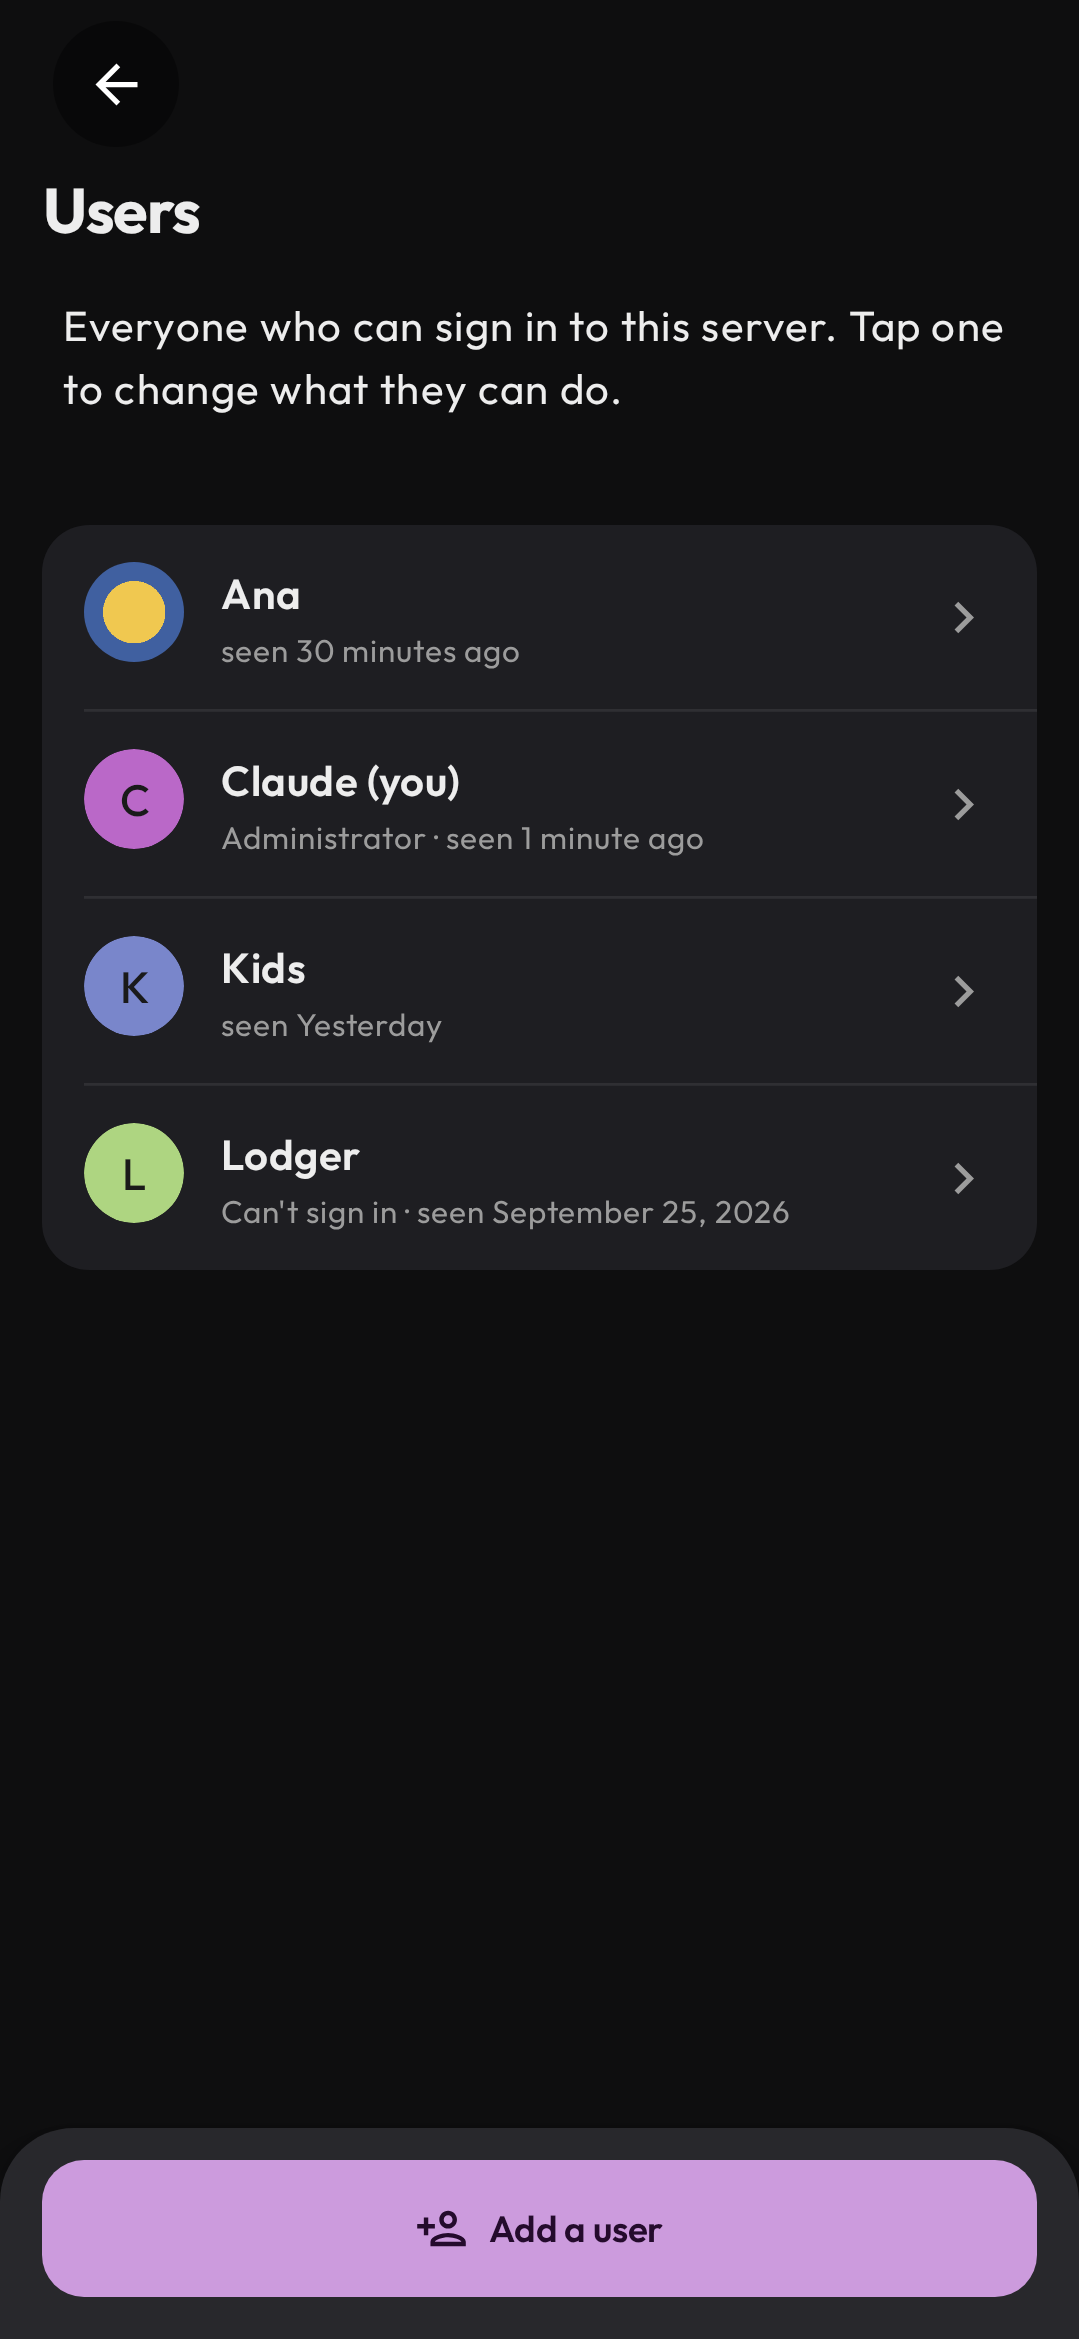 Users
Everyone who can sign in to this server. Tap one
to change what they can do.
Ana
seen 30 minutes ago
C
Claude (you)
Administrator · seen 1 minute ago
K
Kids
seen Yesterday
L
Lodger
Can't sign in · seen September 25, 2026
Add a user